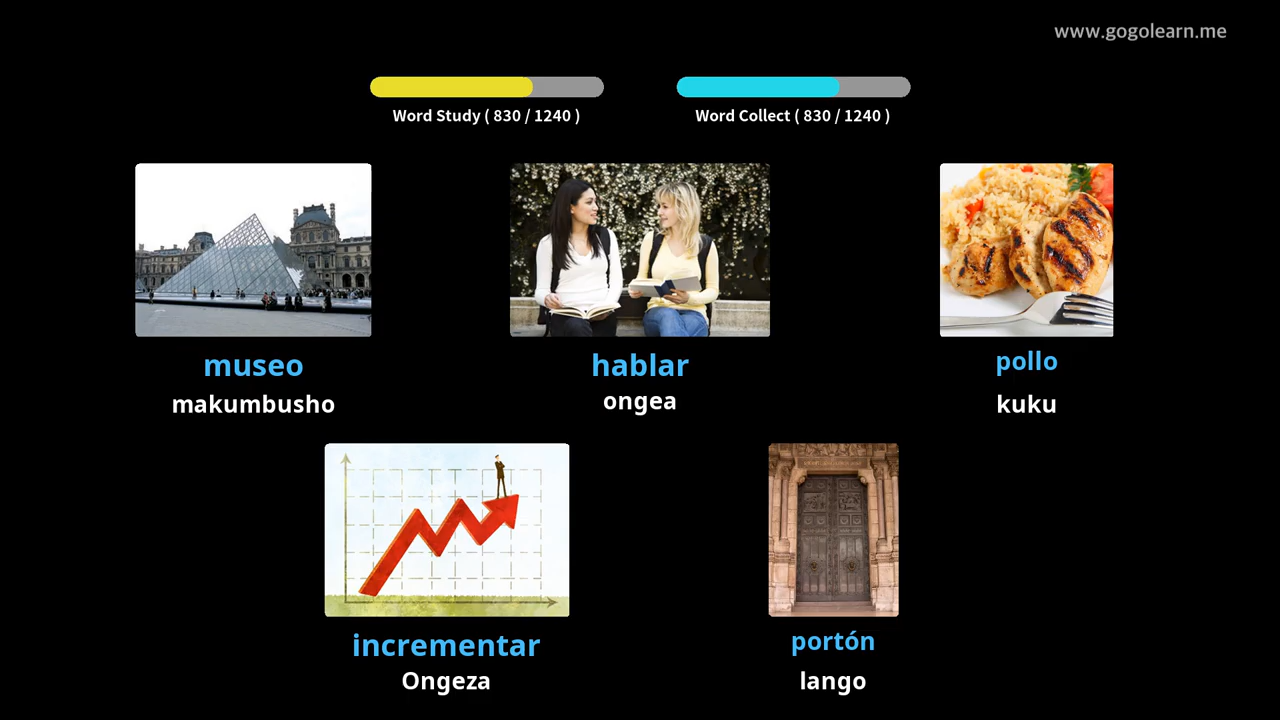 www.gogolearn.me
Word Study ( 830 / 1240 )
Word Collect ( 830 / 1240 )
museo
makumbusho
hablar
ongea
pollo
kuku
incrementar
Ongeza
portón
lango